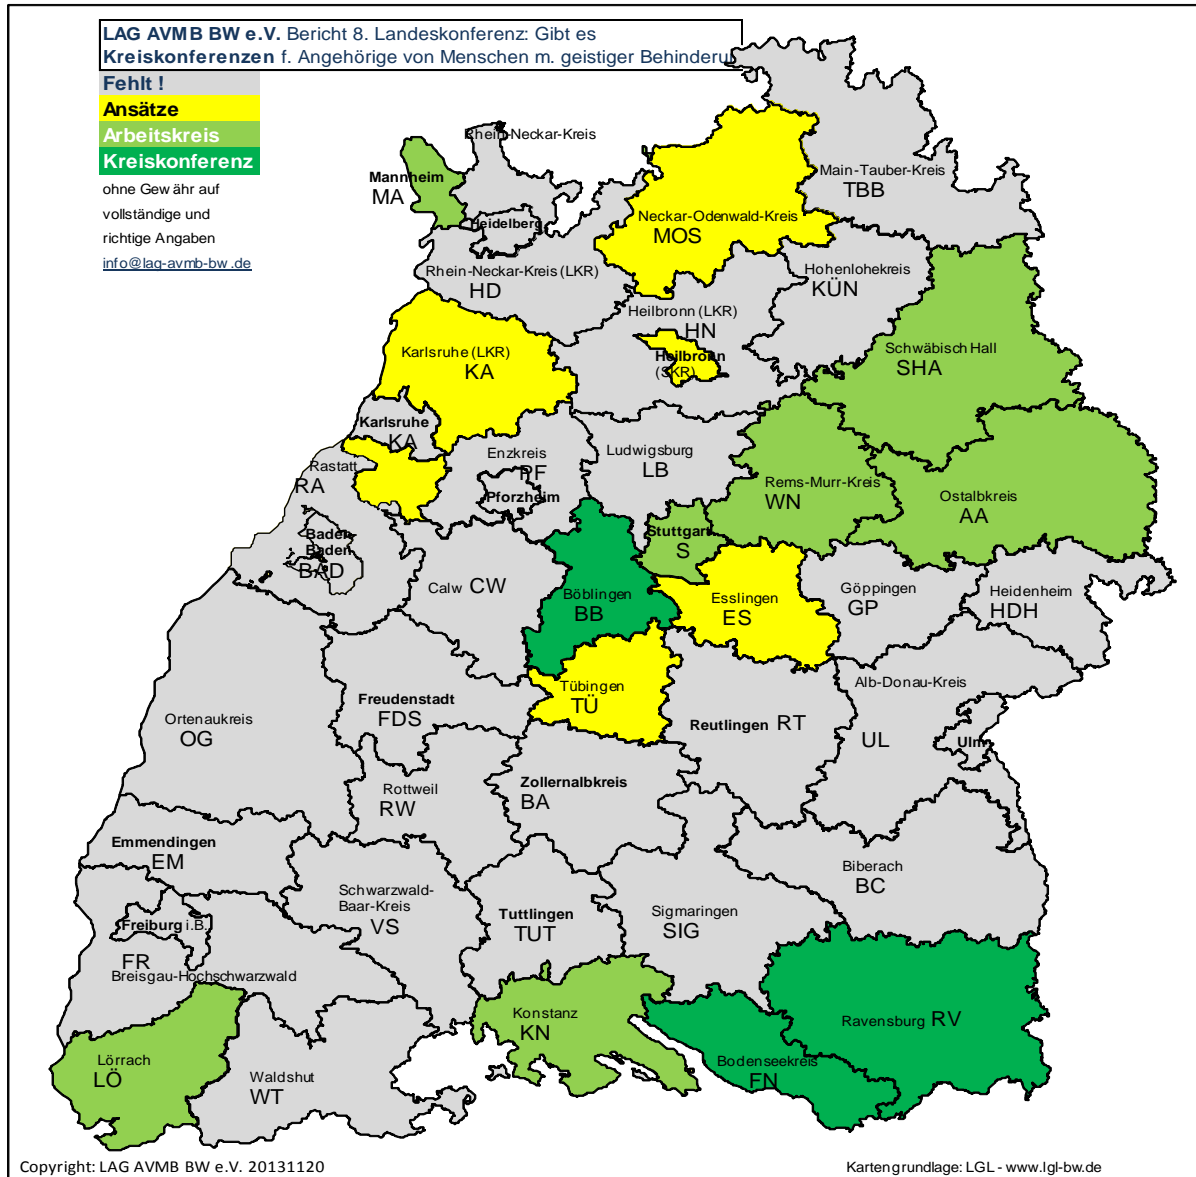 LAG AVMB BW e.V. Bericht 8. Landeskonferenz: Gibt es
Kreiskonferenzen f. Angehörige von Menschen m. geistiger
Fehlt !
Ansätze
Arbeitskreis
Kreiskonferenz
ohne Gewähr auf
vollständige und
richtige Angaben
info@lag-avmb-bw.de
Rhein-Neckar-Kreis
Mannheim
MA
Heidelberg
Main-Tauber-Kreis
TBB
Neckar-Odenwald-Kreis
MOS
Rhein-Neckar-Kreis (LKR)
HD
Hohenlohekreis
KÜN
Heilbronn (LKR)
HN
Heilbronn
(SKR)
Schwäbisch Hall
SHA
Karlsruhe (LKR)
KA
Karlsruhe
KA
Rastatt
RA
Enzkreis
PF
Pforzheim
Ludwigsburg
LB
Rems-Murr-Kreis
WN
Ostalbkreis
AA
Baden-
Baden
BAD
Stuttgart
S
Calw CW
Böblingen
BB
Esslingen
ES
Göppingen
GP
Heidenheim
HDH
Tübingen
TÜ
Alb-Donau-Kreis
UL
Ulm
Freudenstadt
FDS
Reutlingen RT
Ortenaukreis
OG
Rottweil
RW
Zollernalbkreis
BA
Emmendingen
EM
Biberach
BC
Schwarzwald-
Baar-Kreis
VS
Tuttlingen
TUT
Sigmaringen
SIG
Freiburg i.B.
FR
Breisgau-Hochschwarzwald
Konstanz
KN
Ravensburg RV
Bodenseekreis
FN
Lörrach
LÖ
Waldshut
WT
Copyright: LAG AVMB BW e.V. 20131120
Kartengrundlage: LGL - www.lgl-bw.de